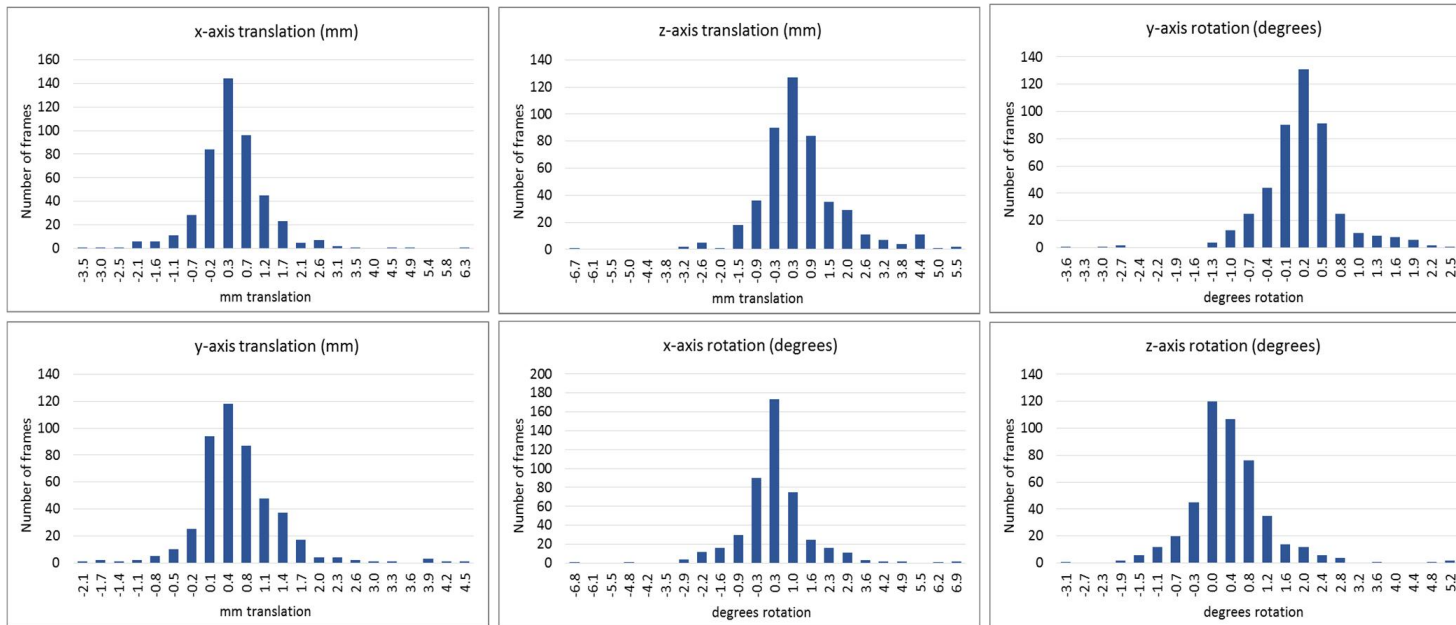 x-axis translation (mm)
Number of frames
160
140
120
100
80
60
40
20
0
-3.5 -3.0 -2.5 -2.1 -1.6 -1.1 -0.7 -0.2 0.3 0.7 1.2 1.7 2.1 2.6 3.1 3.5 4.0 4.5 4.9 5.4 5.8 6.3
mm translation
z-axis translation (mm)
Number of frames
140
120
100
80
60
40
20
0
-6.7 -6.1 -5.5 -5.0 -4.4 -3.8 -3.2 -2.6 -2.1 -1.5 -0.9 -0.3 0.3 0.9 1.5 2.0 2.6 3.2 3.8 4.4 5.0 5.5
mm translation
y-axis rotation (degrees)
Number of frames
140
120
100
80
60
40
20
0
-3.6 -3.3 -3.0 -2.7 -2.4 -2.2 -1.9 -1.6 -1.3 -1.0 -0.7 -0.4 -0.1 0.2 0.5 0.8 1.0 1.3 1.6 1.9 2.2 2.5
degrees rotation
y-axis translation (mm)
Number of frames
140
120
100
80
60
40
20
0
-2.1 -1.7 -1.4 -1.1 -0.8 -0.5 -0.2 0.1 0.4 0.8 1.1 1.4 1.7 2.0 2.3 2.6 3.0 3.3 3.6 3.9 4.2 4.5
mm translation
x-axis rotation (degrees)
Number of frames
200
180
160
140
120
100
80
60
40
20
0
-6.8 -6.1 -5.5 -4.8 -4.2 -3.5 -2.9 -2.2 -1.6 -0.9 -0.3 0.3 1.0 1.6 2.3 2.9 3.6 4.2 4.9 5.5 6.2 6.9
degrees rotation
z-axis rotation (degrees)
Number of frames
140
120
100
80
60
40
20
0
-3.1 -2.7 -2.3 -1.9 -1.5 -1.1 -0.7 -0.3 0.0 0.4 0.8 1.2 1.6 2.0 2.4 2.8 3.2 3.6 4.0 4.4 4.8 5.2
degrees rotation